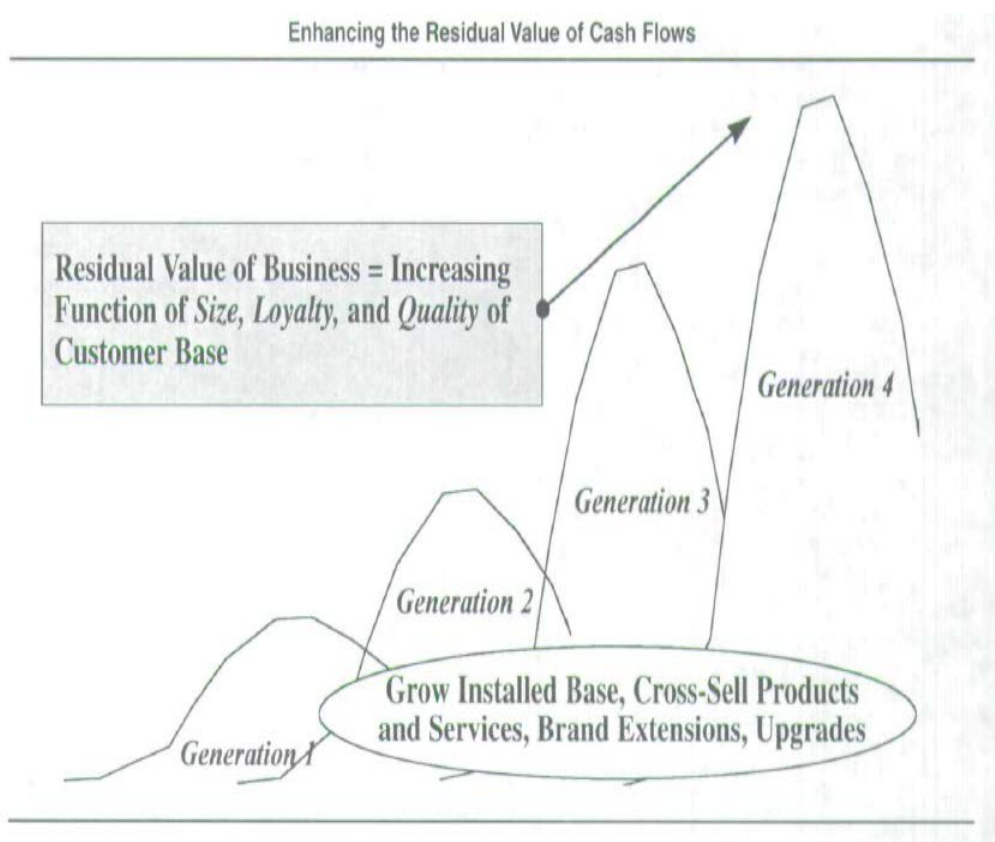 Enhancing the Residual Value of Cash Flows
Residual Value of Business = Increasing
Function of Size, Loyalty, and Quality of
Customer Base
Generation 4
Generation 3
Generation 2
Grow Installed Base, Cross-Sell Products
and Services, Brand Extensions, Upgrades
Generation 1